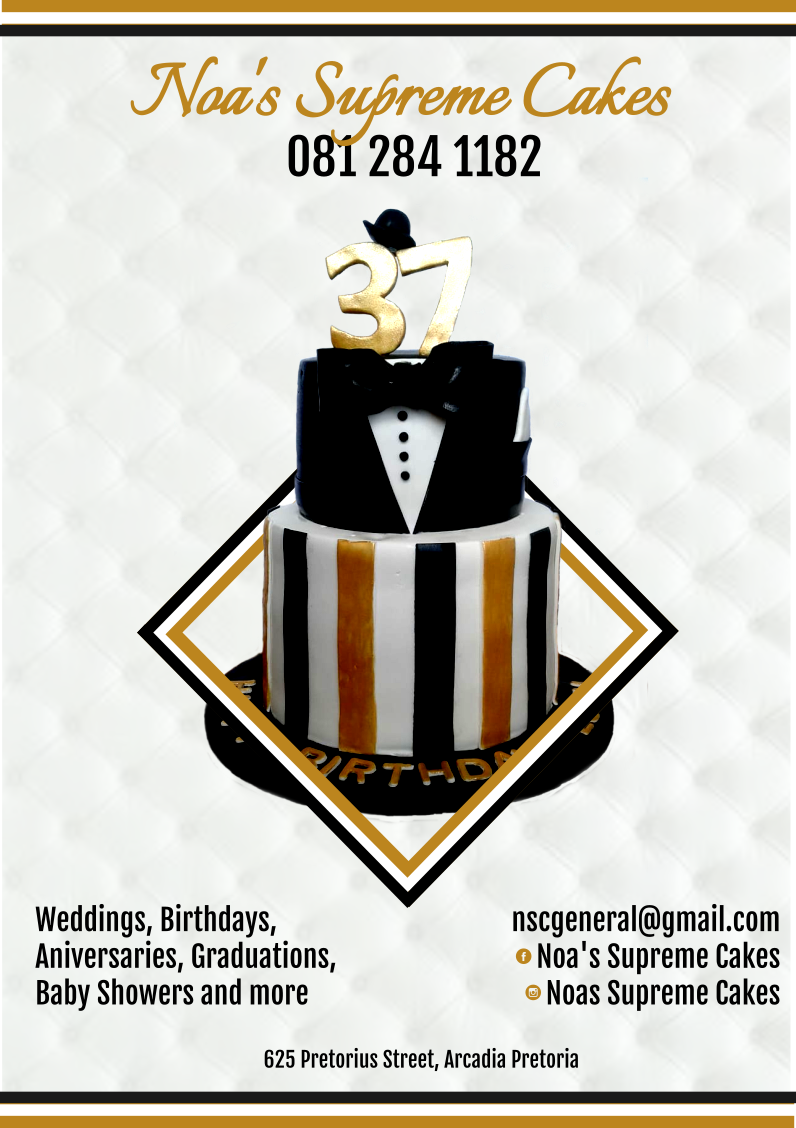 Noa's Supreme Cakes
081 284 1182
37
BIRTHD
Weddings, Birthdays,
Aniversaries, Graduations,
Baby Showers and more
nscgeneral@gmail.com
Noa's Supreme Cakes
Noas Supreme Cakes
625 Pretorius Street, Arcadia Pretoria